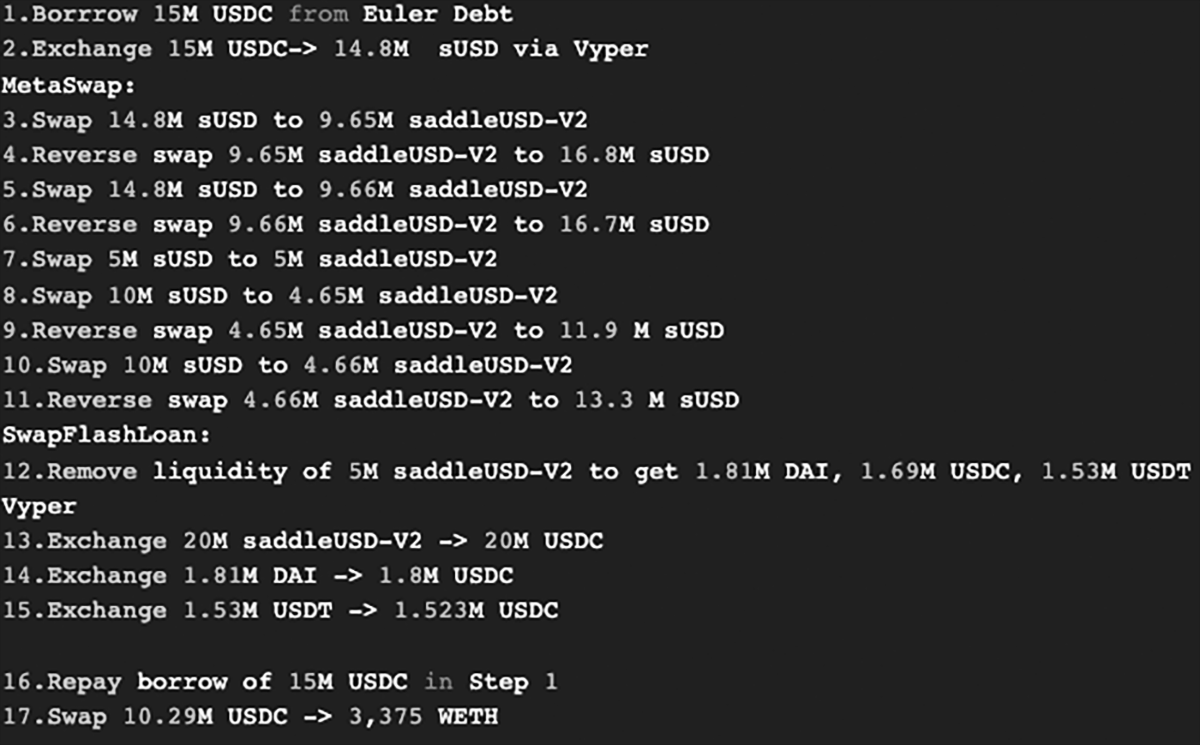 1.Borrrow 15M USDC from Euler Debt
2.Exchange 15M USDC-> 14.8M  sUSD via Vyper
MetaSwap:
3.Swap 14.8M sUSD to 9.65M saddleUSD-V2
4.Reverse swap 9.65M saddleUSD-V2 to 16.8M sUSD
5.Swap 14.8M sUSD to 9.66M saddleUSD-V2
6.Reverse swap 9.66M saddleUSD-V2 to 16.7M sUSD
7.Swap 5M sUSD to 5M saddleUSD-V2
8.Swap 10M sUSD to 4.65M saddleUSD-V2
9.Reverse swap 4.65M saddleUSD-V2 to 11.9 M sUSD
10.Swap 10M sUSD to 4.66M saddleUSD-V2
11.Reverse swap 4.66M saddleUSD-V2 to 13.3 M sUSD
SwapFlashLoan:
12.Remove liquidity of 5M saddleUSD-V2 to get 1.81M DAI, 1.69M USDC, 1.53M USDT
Vyper
13.Exchange 20M saddleUSD-V2 -> 20M USDC
14.Exchange 1.81M DAI -> 1.8M USDC
15.Exchange 1.53M USDT -> 1.523M USDC
16.Repay borrow of 15M USDC in Step 1
17.Swap 10.29M USDC -> 3,375 WETH